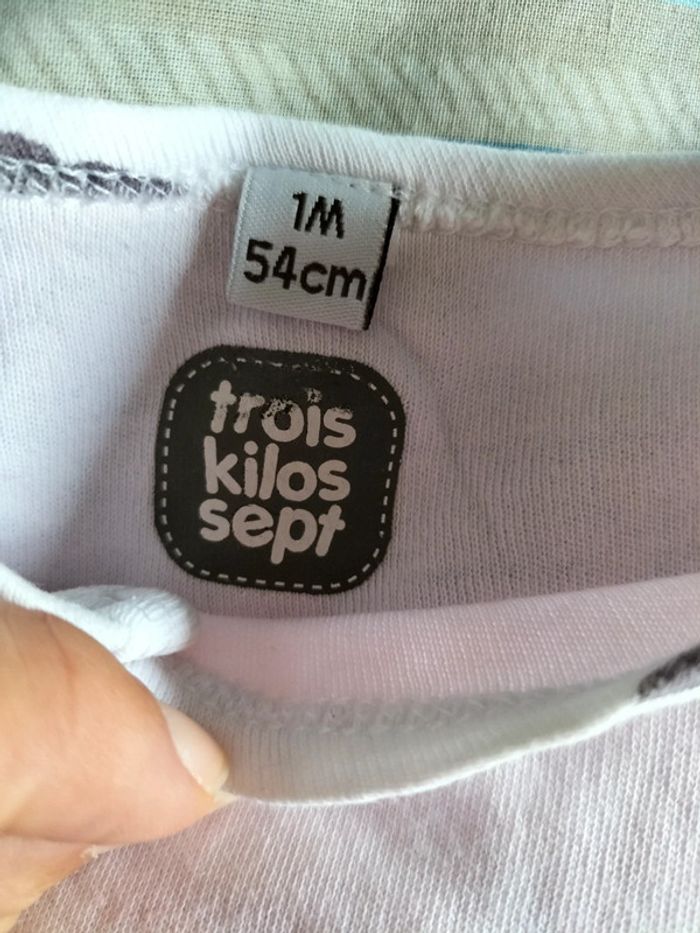 1M
54cm
trois
kilos
sept